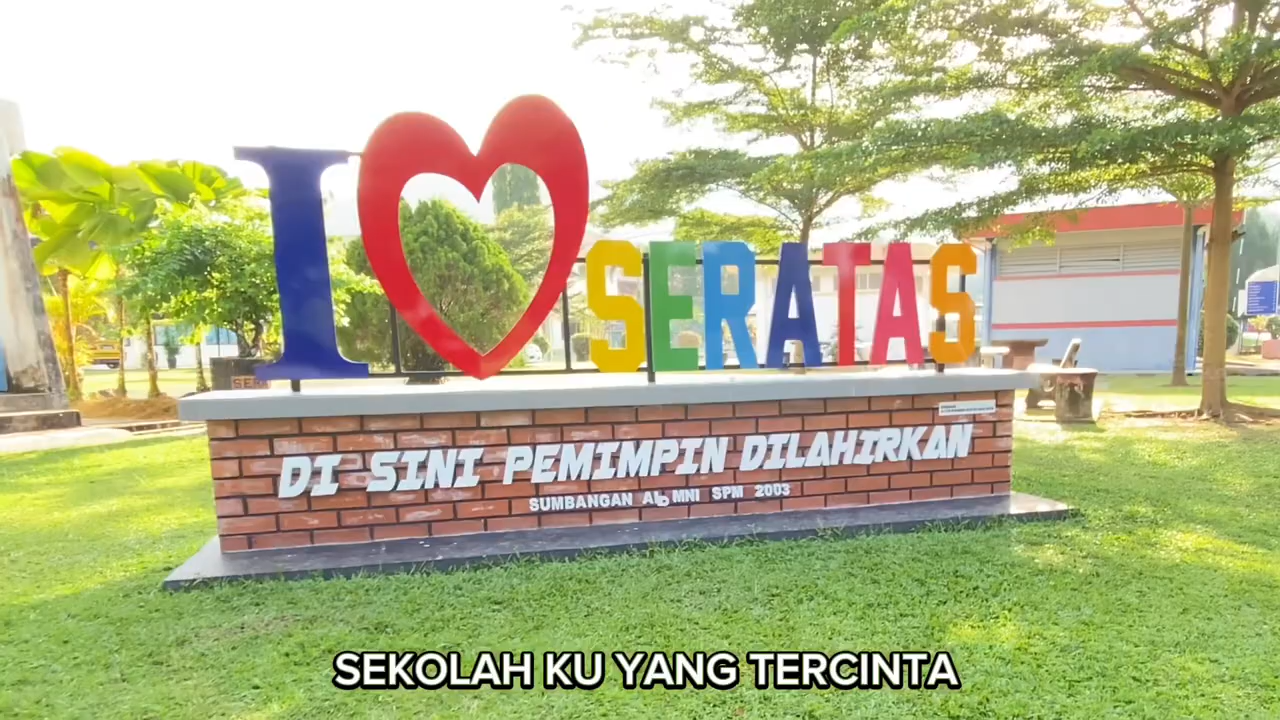 I ❤ SERATAS
DI SINI PEMIMPIN DILAHIRKAN
SUMBANGAN ALUMNI SPM 2003
SEKOLAH KU YANG TERCINTA